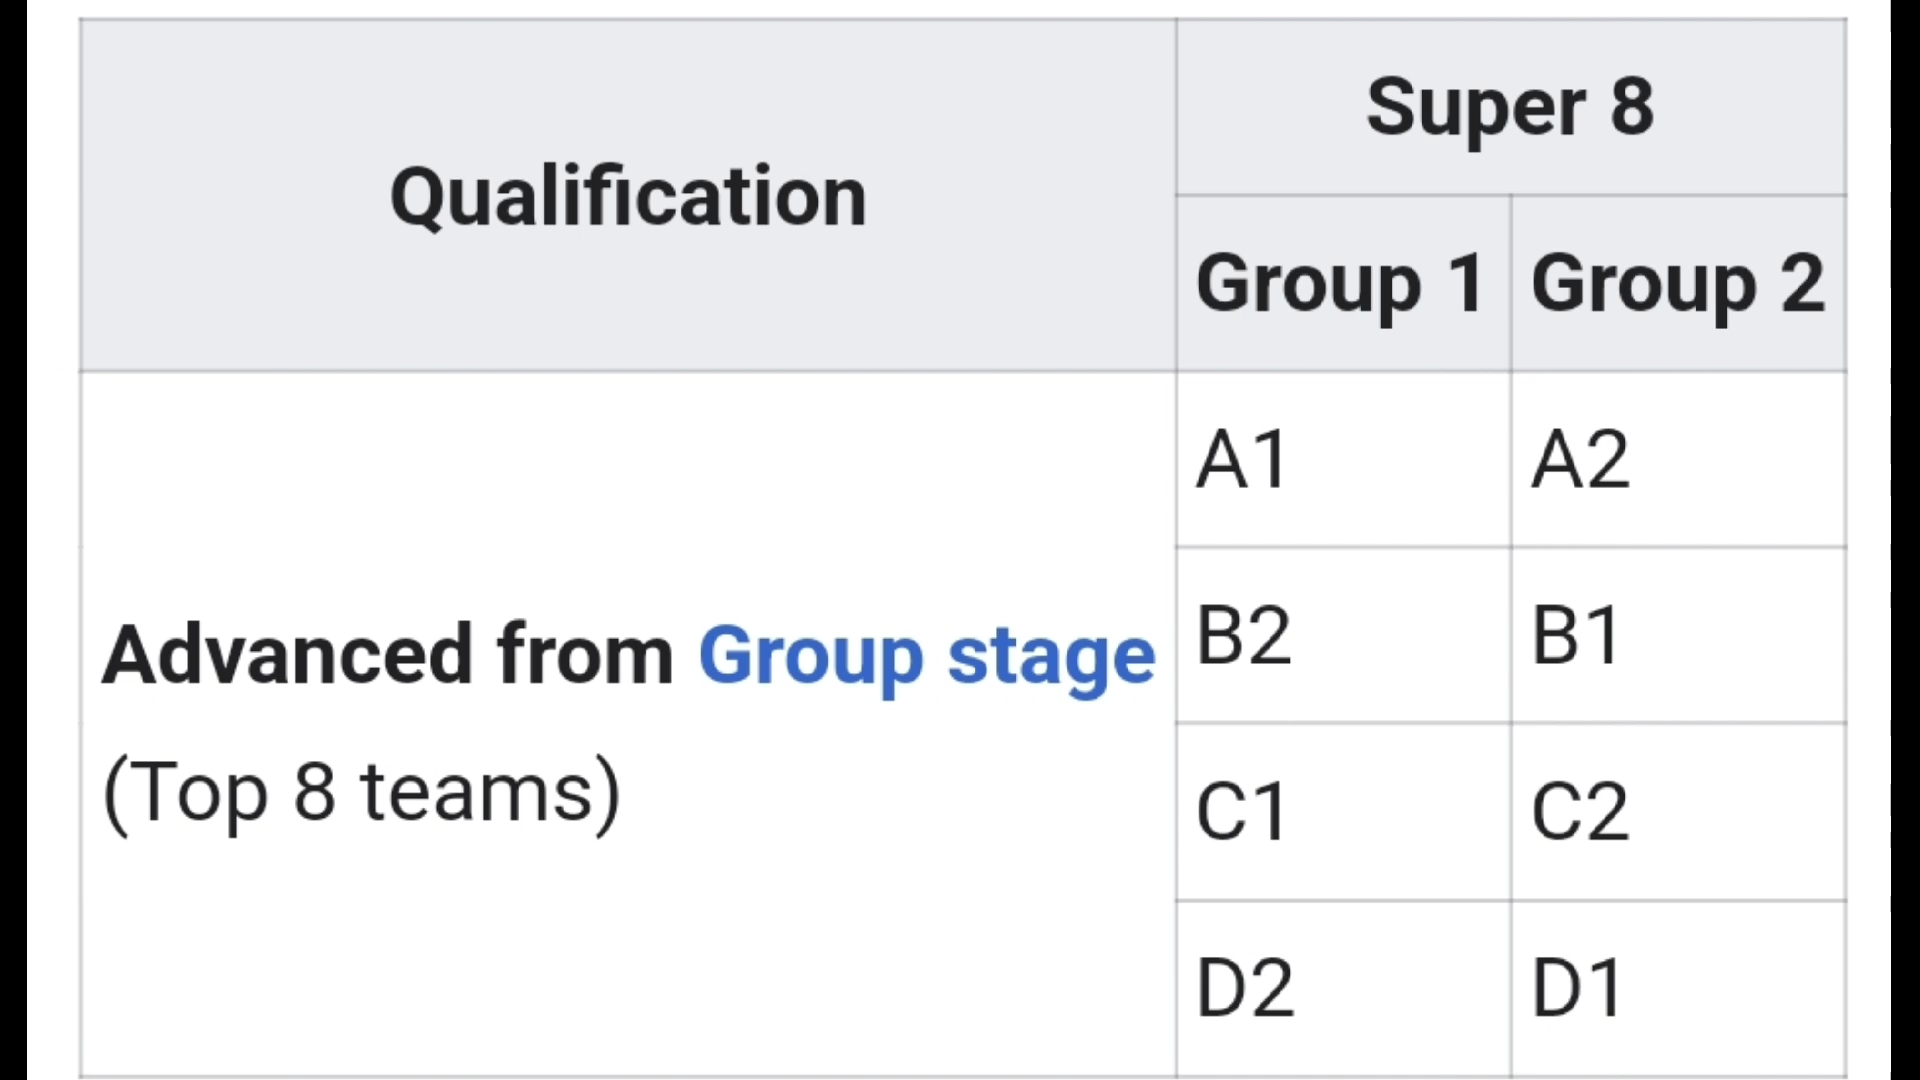 Qualification
Super 8
Group 1 Group 2
Advanced from Group stage
(Top 8 teams)
A1 A2
B2 B1
C1 C2
D2 D1